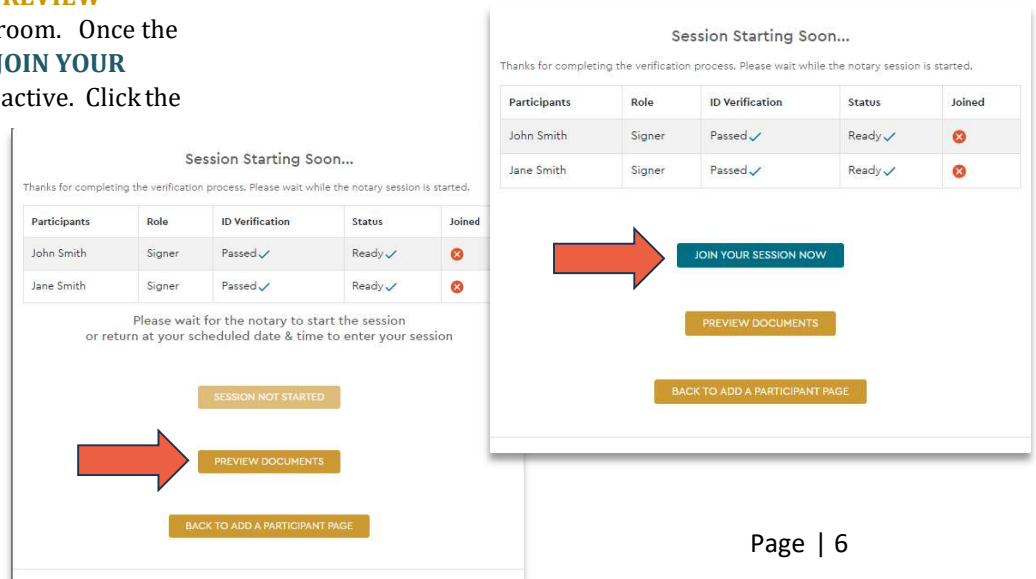 room. Once the
JOIN YOUR
active. Click the
Session Starting Soon...
Thanks for completing the verification process. Please wait while the notary session is started.
Participants Role ID Verification Status Joined
John Smith Signer Passed Ready
Jane Smith Signer Passed Ready
Please wait for the notary to start the session
or return at your scheduled date & time to enter your session
SESSION NOT STARTED
PREVIEW DOCUMENTS
BACK TO ADD A PARTICIPANT PAGE
Session Starting Soon...
Thanks for completing the verification process. Please wait while the notary session is started.
Participants Role ID Verification Status Joined
John Smith Signer Passed Ready
Jane Smith Signer Passed Ready
JOIN YOUR SESSION NOW
PREVIEW DOCUMENTS
BACK TO ADD A PARTICIPANT PAGE
Page | 6